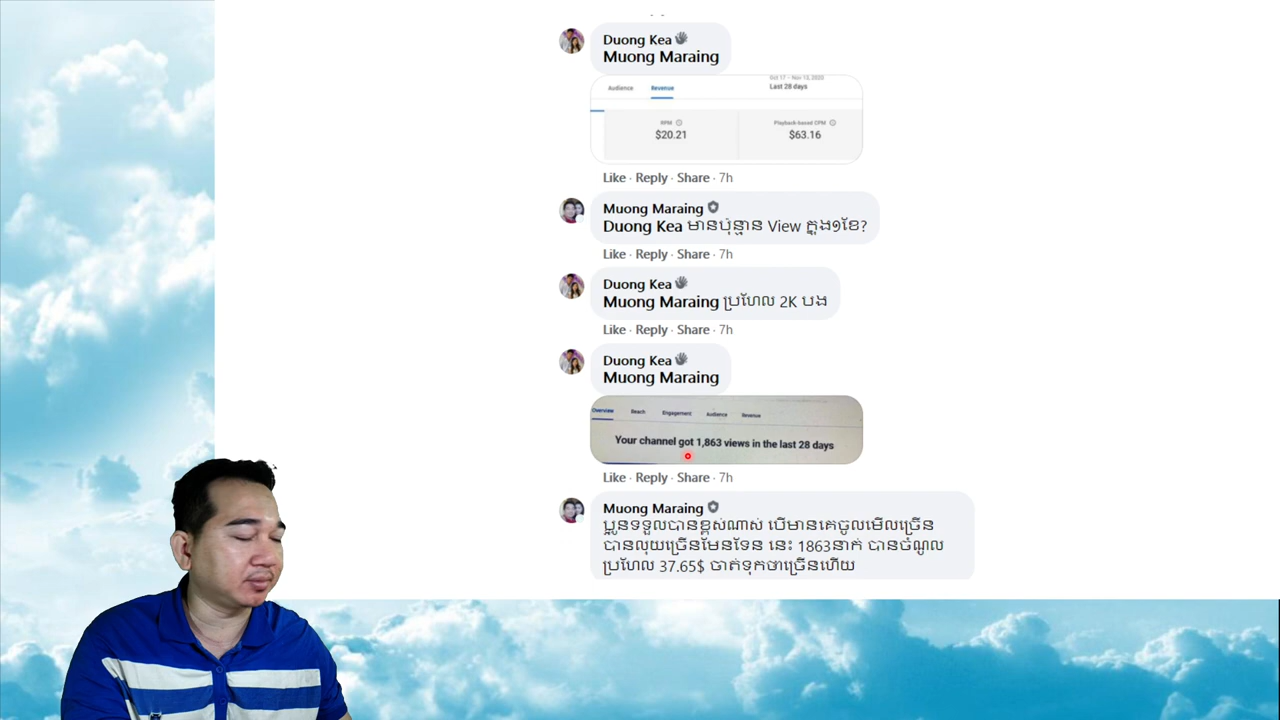 Duong Kea
Muong Maraing
Oct 17 – Nov 13, 2020
Audience Revenue Last 28 days
RPM Playback-based CPM
$20.21 $63.16
Like · Reply · Share · 7h
Muong Maraing
Duong Kea មានប៉ុន្មាន View ក្នុង១ខែ?
Like · Reply · Share · 7h
Duong Kea
Muong Maraing ប្រហែល 2K បង
Like · Reply · Share · 7h
Duong Kea
Muong Maraing
Overview Reach Engagement Audience Revenue
Your channel got 1,863 views in the last 28 days
Like · Reply · Share · 7h
Muong Maraing
ប្អូនទទួលបានខ្ពស់ណាស់ បើមានគេចូលមើលច្រើន
បានលុយច្រើនមែនទែន នេះ 1863នាក់ បានចំណូល
ប្រហែល 37.65$ ចាត់ទុកថាច្រើនហើយ